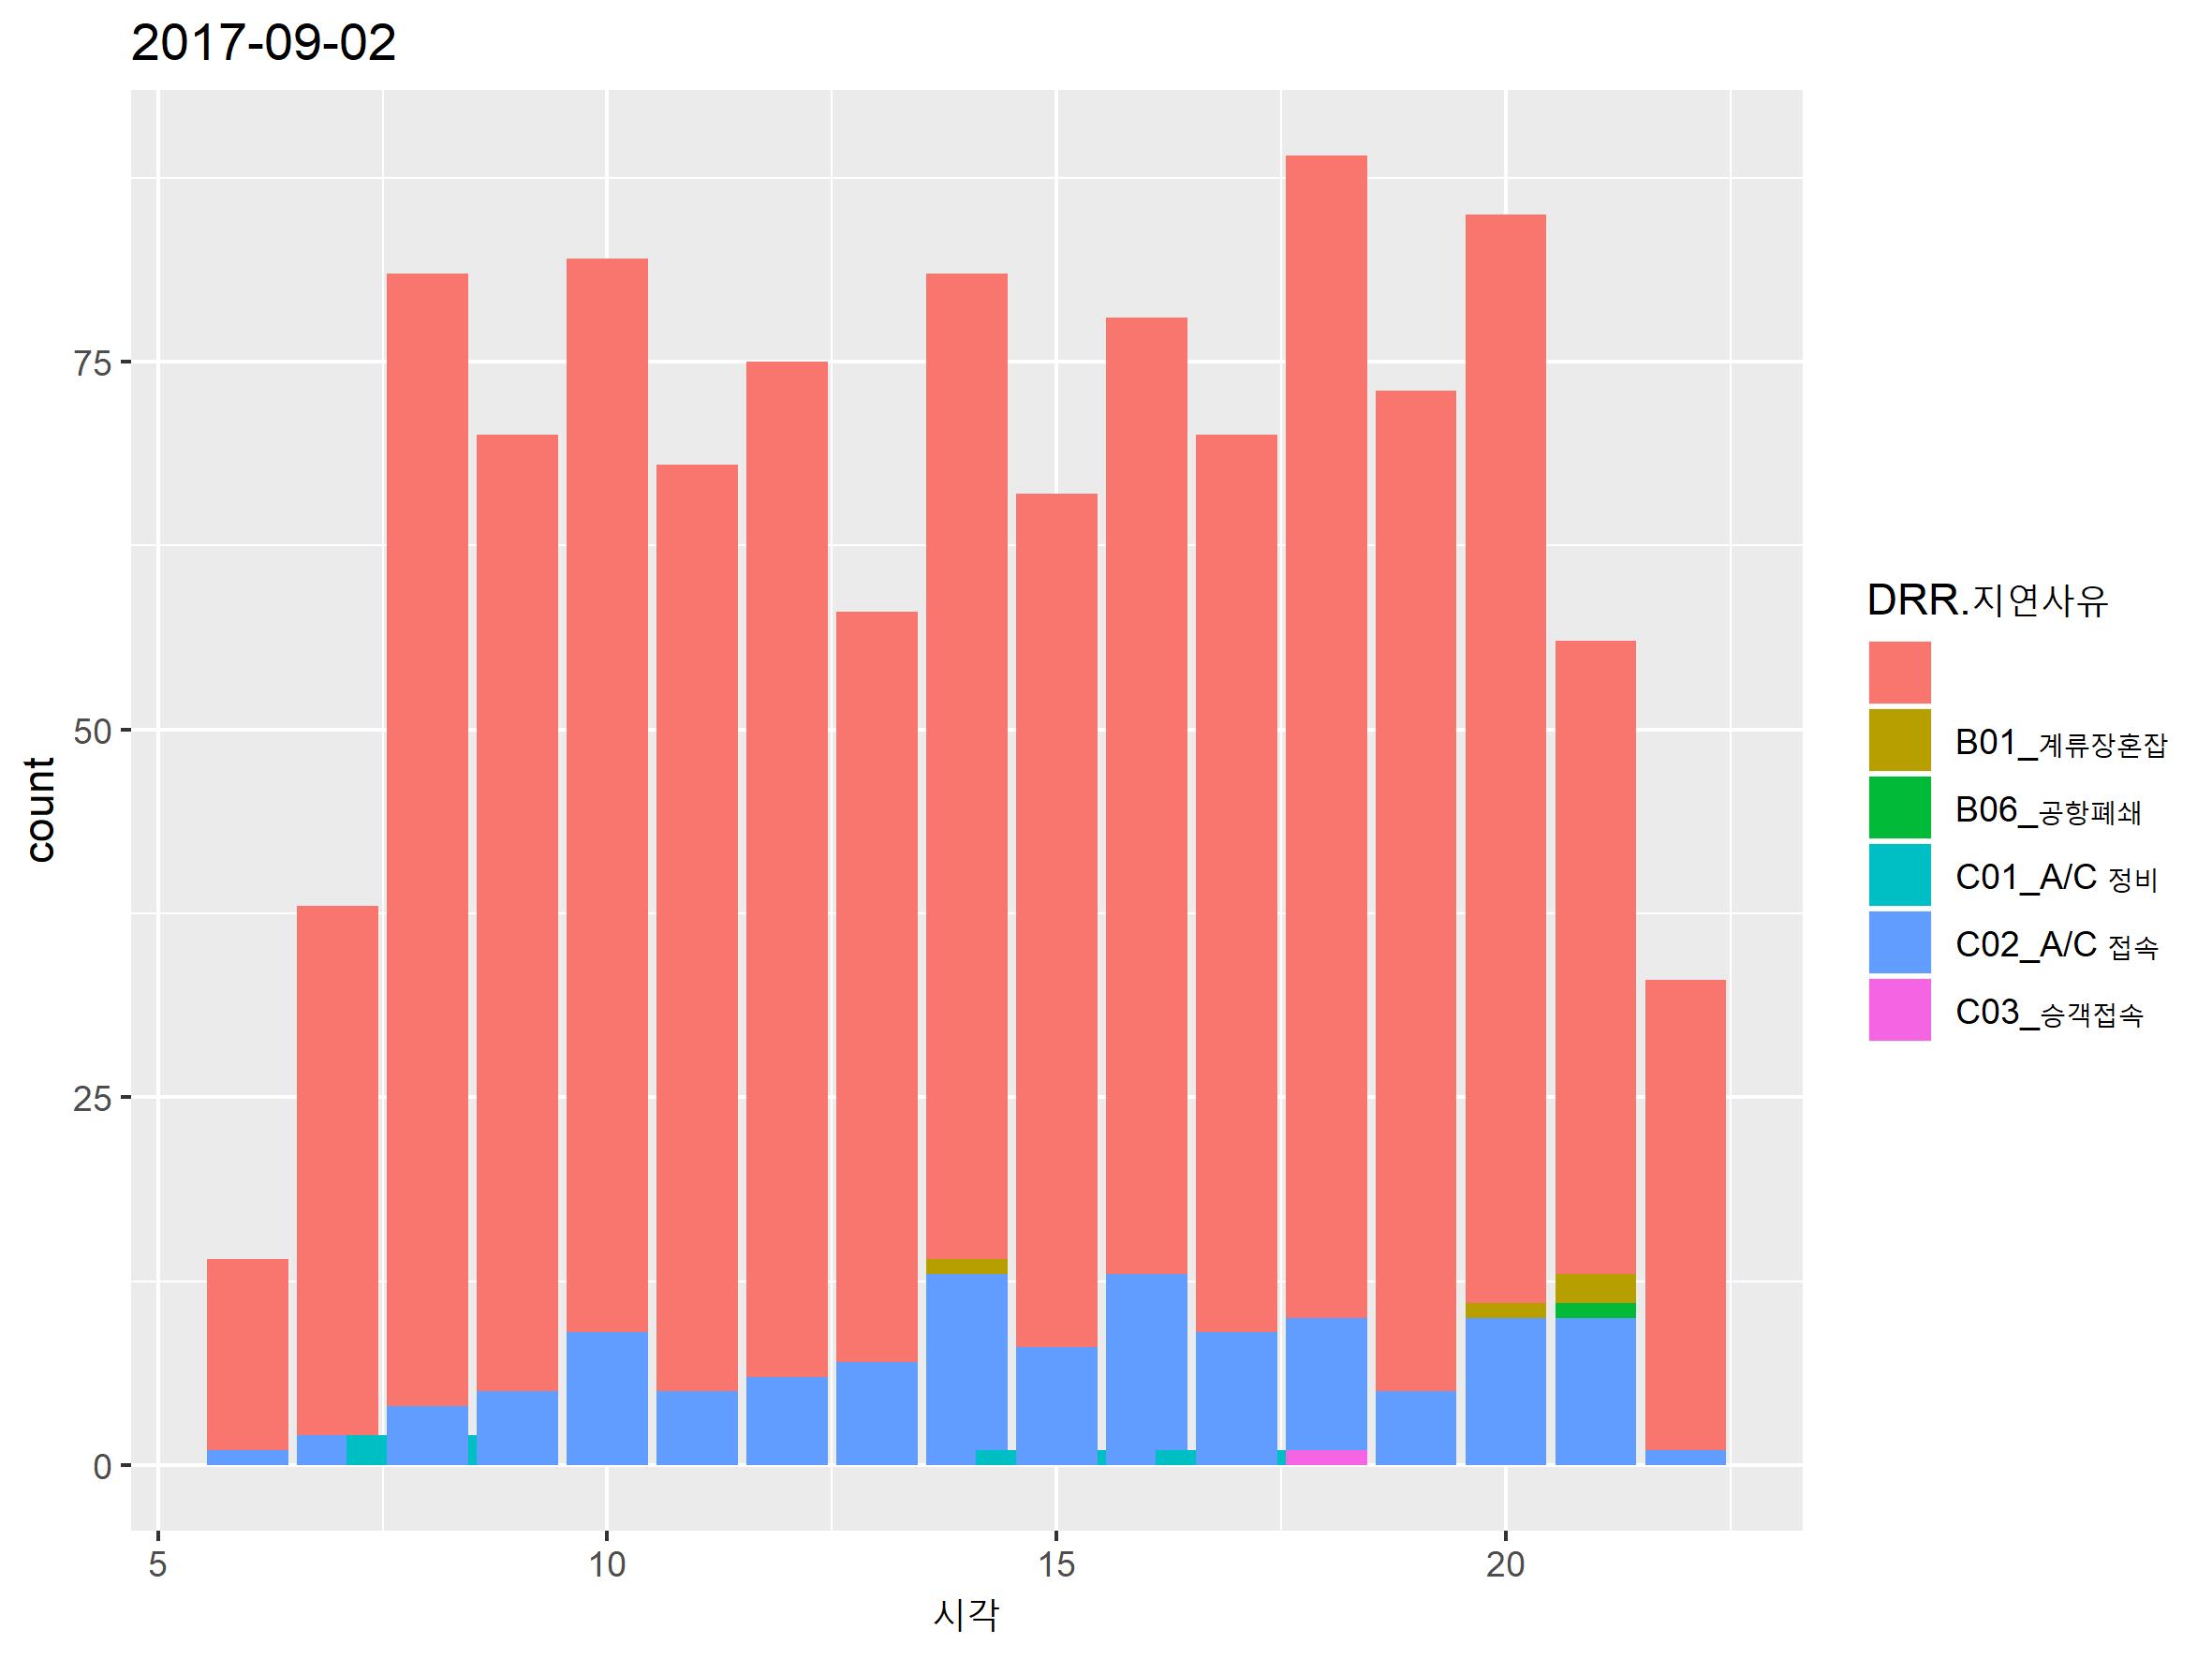 2017-09-02
count
75
50
25
0
5 10 15 20
시각
DRR.지연사유
B01_계류장혼잡
B06_공항폐쇄
C01_A/C 정비
C02_A/C 접속
C03_승객접속